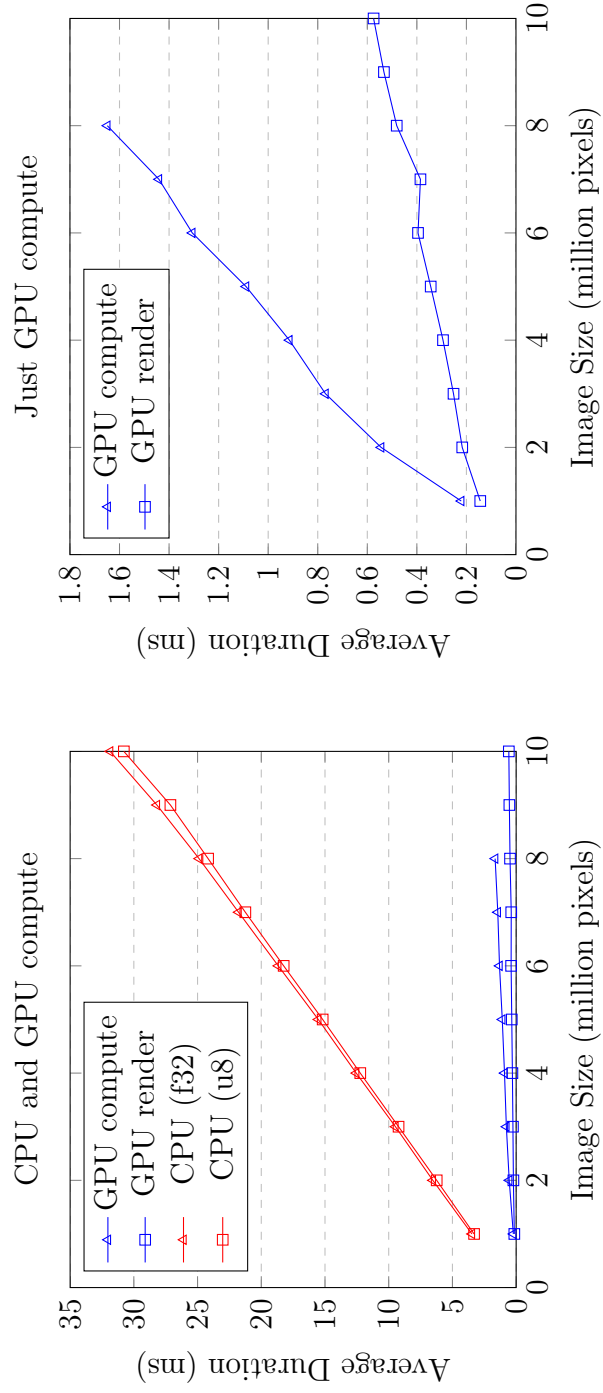 CPU and GPU compute
GPU compute
GPU render
CPU (f32)
CPU (u8)
35
30
25
20
15
10
5
0
Average Duration (ms)
0 2 4 6 8 10
Image Size (million pixels)
Just GPU compute
GPU compute
GPU render
1.8
1.6
1.4
1.2
1
0.8
0.6
0.4
0.2
0
Average Duration (ms)
0 2 4 6 8 10
Image Size (million pixels)